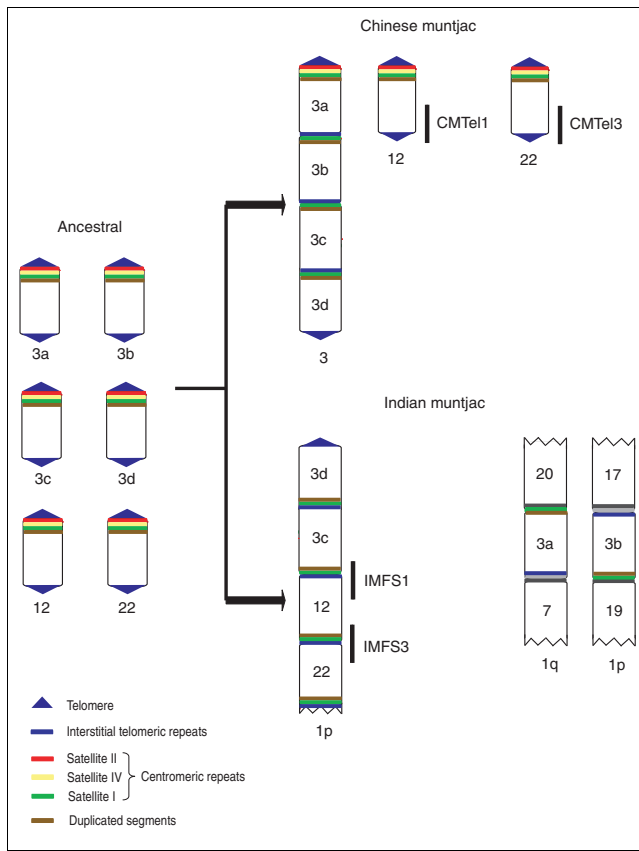 Chinese muntjac
3a
3b
3c
3d
3
12
CMTel1
22
CMTel3
Ancestral
3a
3b
3c
3d
12
22
Indian muntjac
3d
3c
12
22
1p
IMFS1
IMFS3
20
3a
7
1q
17
3b
19
1p
Telomere
Interstitial telomeric repeats
Satellite II
Satellite IV
Satellite I
Centromeric repeats
Duplicated segments